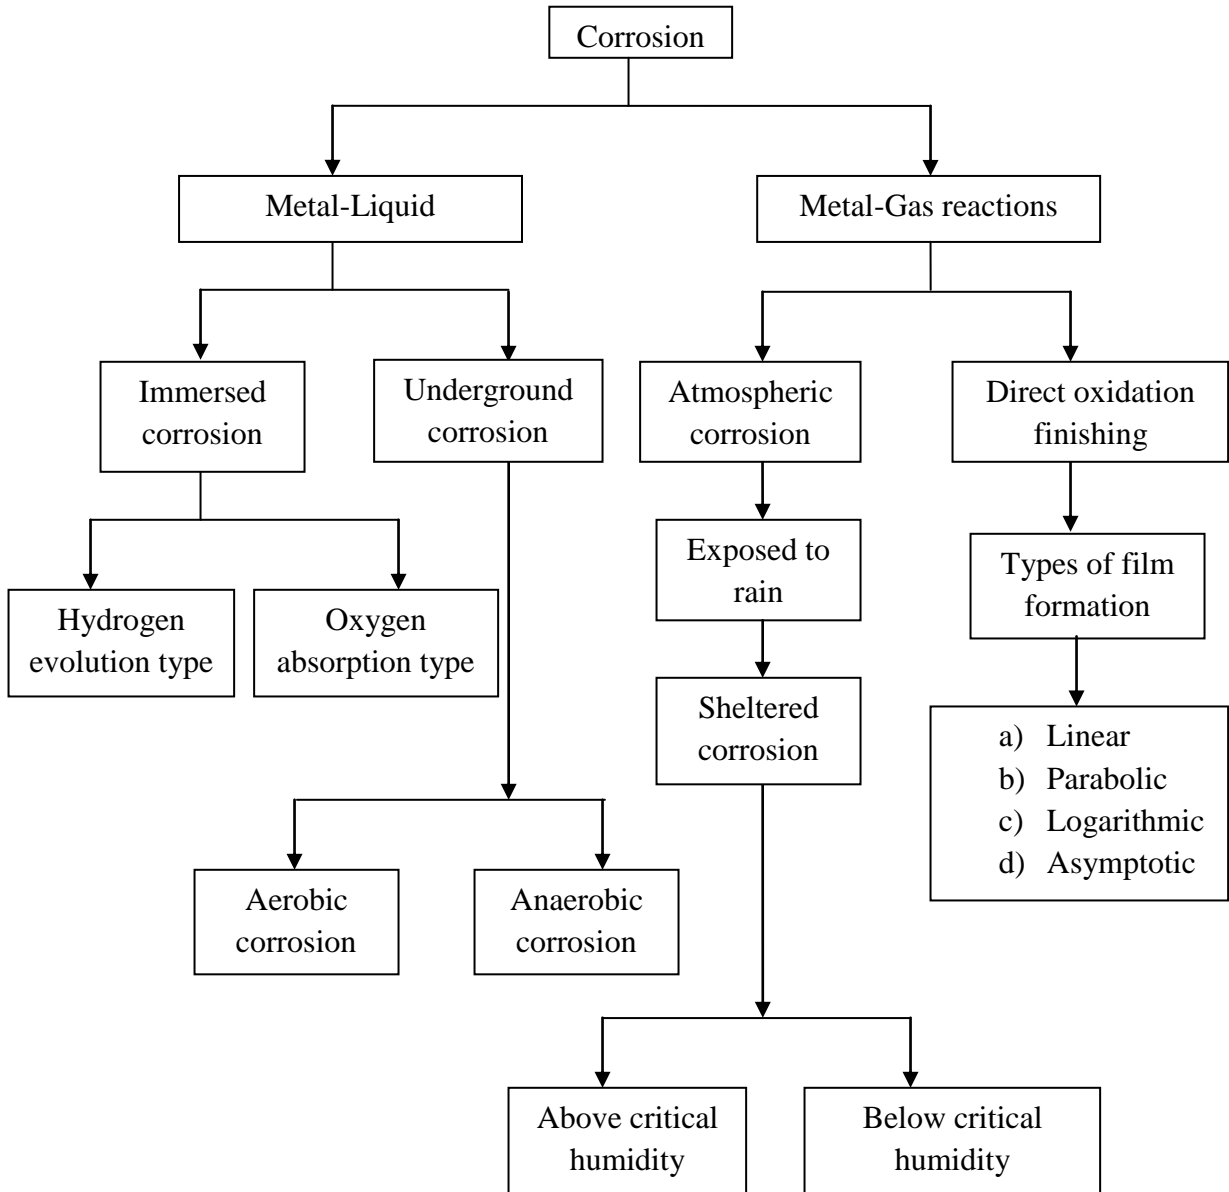 Corrosion
Metal-Liquid
Metal-Gas reactions
Immersed
corrosion
Underground
corrosion
Atmospheric
corrosion
Direct oxidation
finishing
Exposed to
rain
Types of film
formation
Hydrogen
evolution type
Oxygen
absorption type
Sheltered
corrosion
a) Linear
b) Parabolic
c) Logarithmic
d) Asymptotic
Aerobic
corrosion
Anaerobic
corrosion
Above critical
humidity
Below critical
humidity